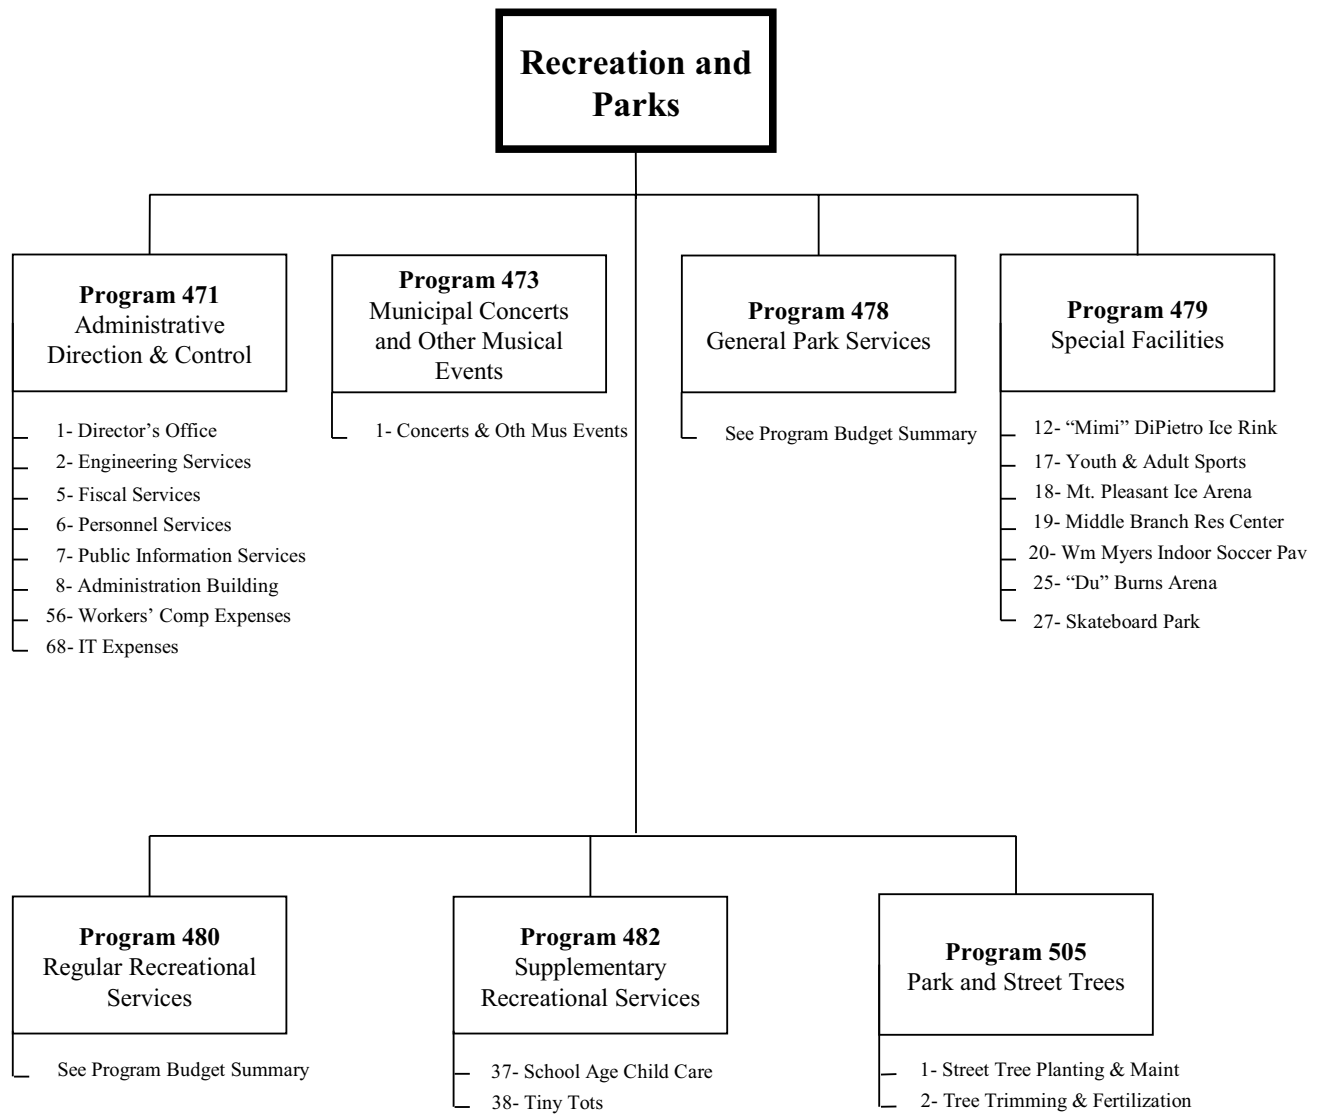 Recreation and
Parks
Program 471
Administrative
Direction & Control
1- Director’s Office
2- Engineering Services
5- Fiscal Services
6- Personnel Services
7- Public Information Services
8- Administration Building
56- Workers’ Comp Expenses
68- IT Expenses
Program 473
Municipal Concerts
and Other Musical
Events
1- Concerts & Oth Mus Events
Program 478
General Park Services
See Program Budget Summary
Program 479
Special Facilities
12- “Mimi” DiPietro Ice Rink
17- Youth & Adult Sports
18- Mt. Pleasant Ice Arena
19- Middle Branch Res Center
20- Wm Myers Indoor Soccer Pav
25- “Du” Burns Arena
27- Skateboard Park
Program 480
Regular Recreational
Services
See Program Budget Summary
Program 482
Supplementary
Recreational Services
37- School Age Child Care
38- Tiny Tots
Program 505
Park and Street Trees
1- Street Tree Planting & Maint
2- Tree Trimming & Fertilization